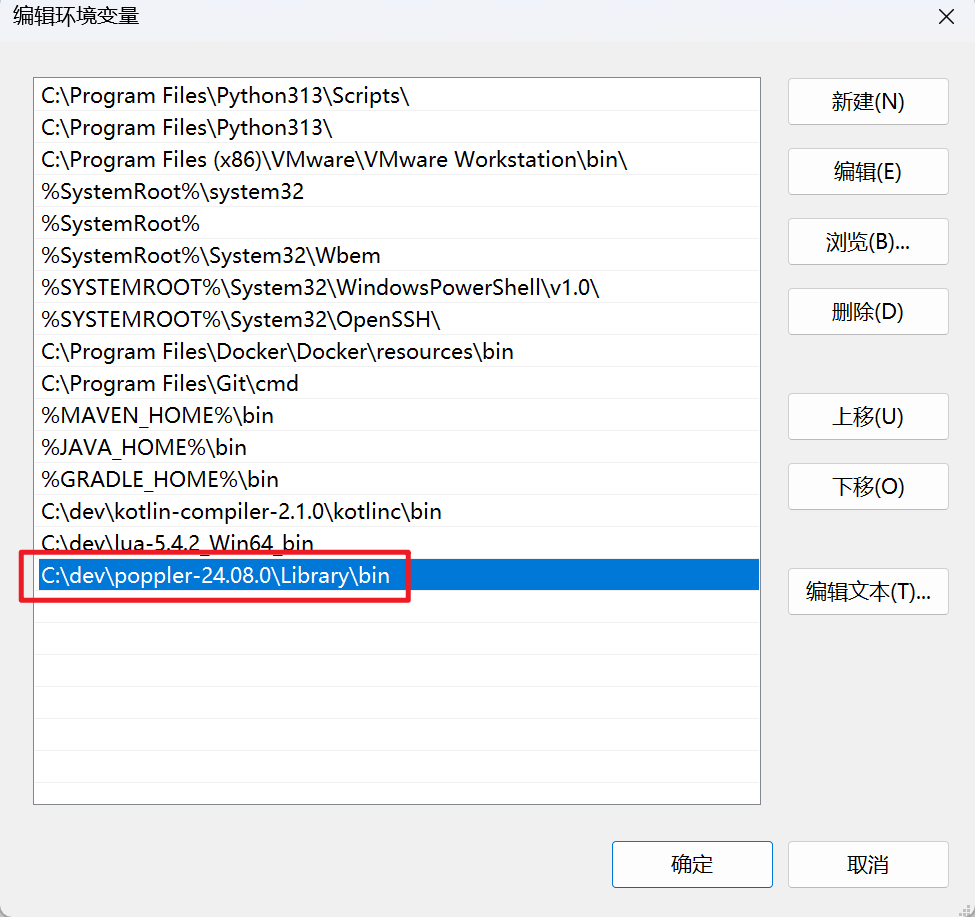 编辑环境变量
C:\Program Files\Python313\Scripts\
C:\Program Files\Python313\
C:\Program Files (x86)\VMware\VMware Workstation\bin\
%SystemRoot%\system32
%SystemRoot%
%SystemRoot%\System32\Wbem
%SYSTEMROOT%\System32\WindowsPowerShell\v1.0\
%SYSTEMROOT%\System32\OpenSSH\
C:\Program Files\Docker\Docker\resources\bin
C:\Program Files\Git\cmd
%MAVEN_HOME%\bin
%JAVA_HOME%\bin
%GRADLE_HOME%\bin
C:\dev\kotlin-compiler-2.1.0\kotlinc\bin
C:\dev\lua-5.4.2_Win64_bin
C:\dev\poppler-24.08.0\Library\bin
新建(N)
编辑(E)
浏览(B)...
删除(D)
上移(U)
下移(O)
编辑文本(T)...
确定
取消